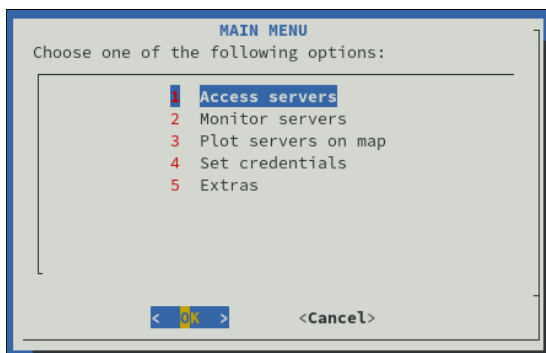 MAIN MENU
Choose one of the following options:
1 Access servers
2 Monitor servers
3 Plot servers on map
4 Set credentials
5 Extras
< OK > <Cancel>